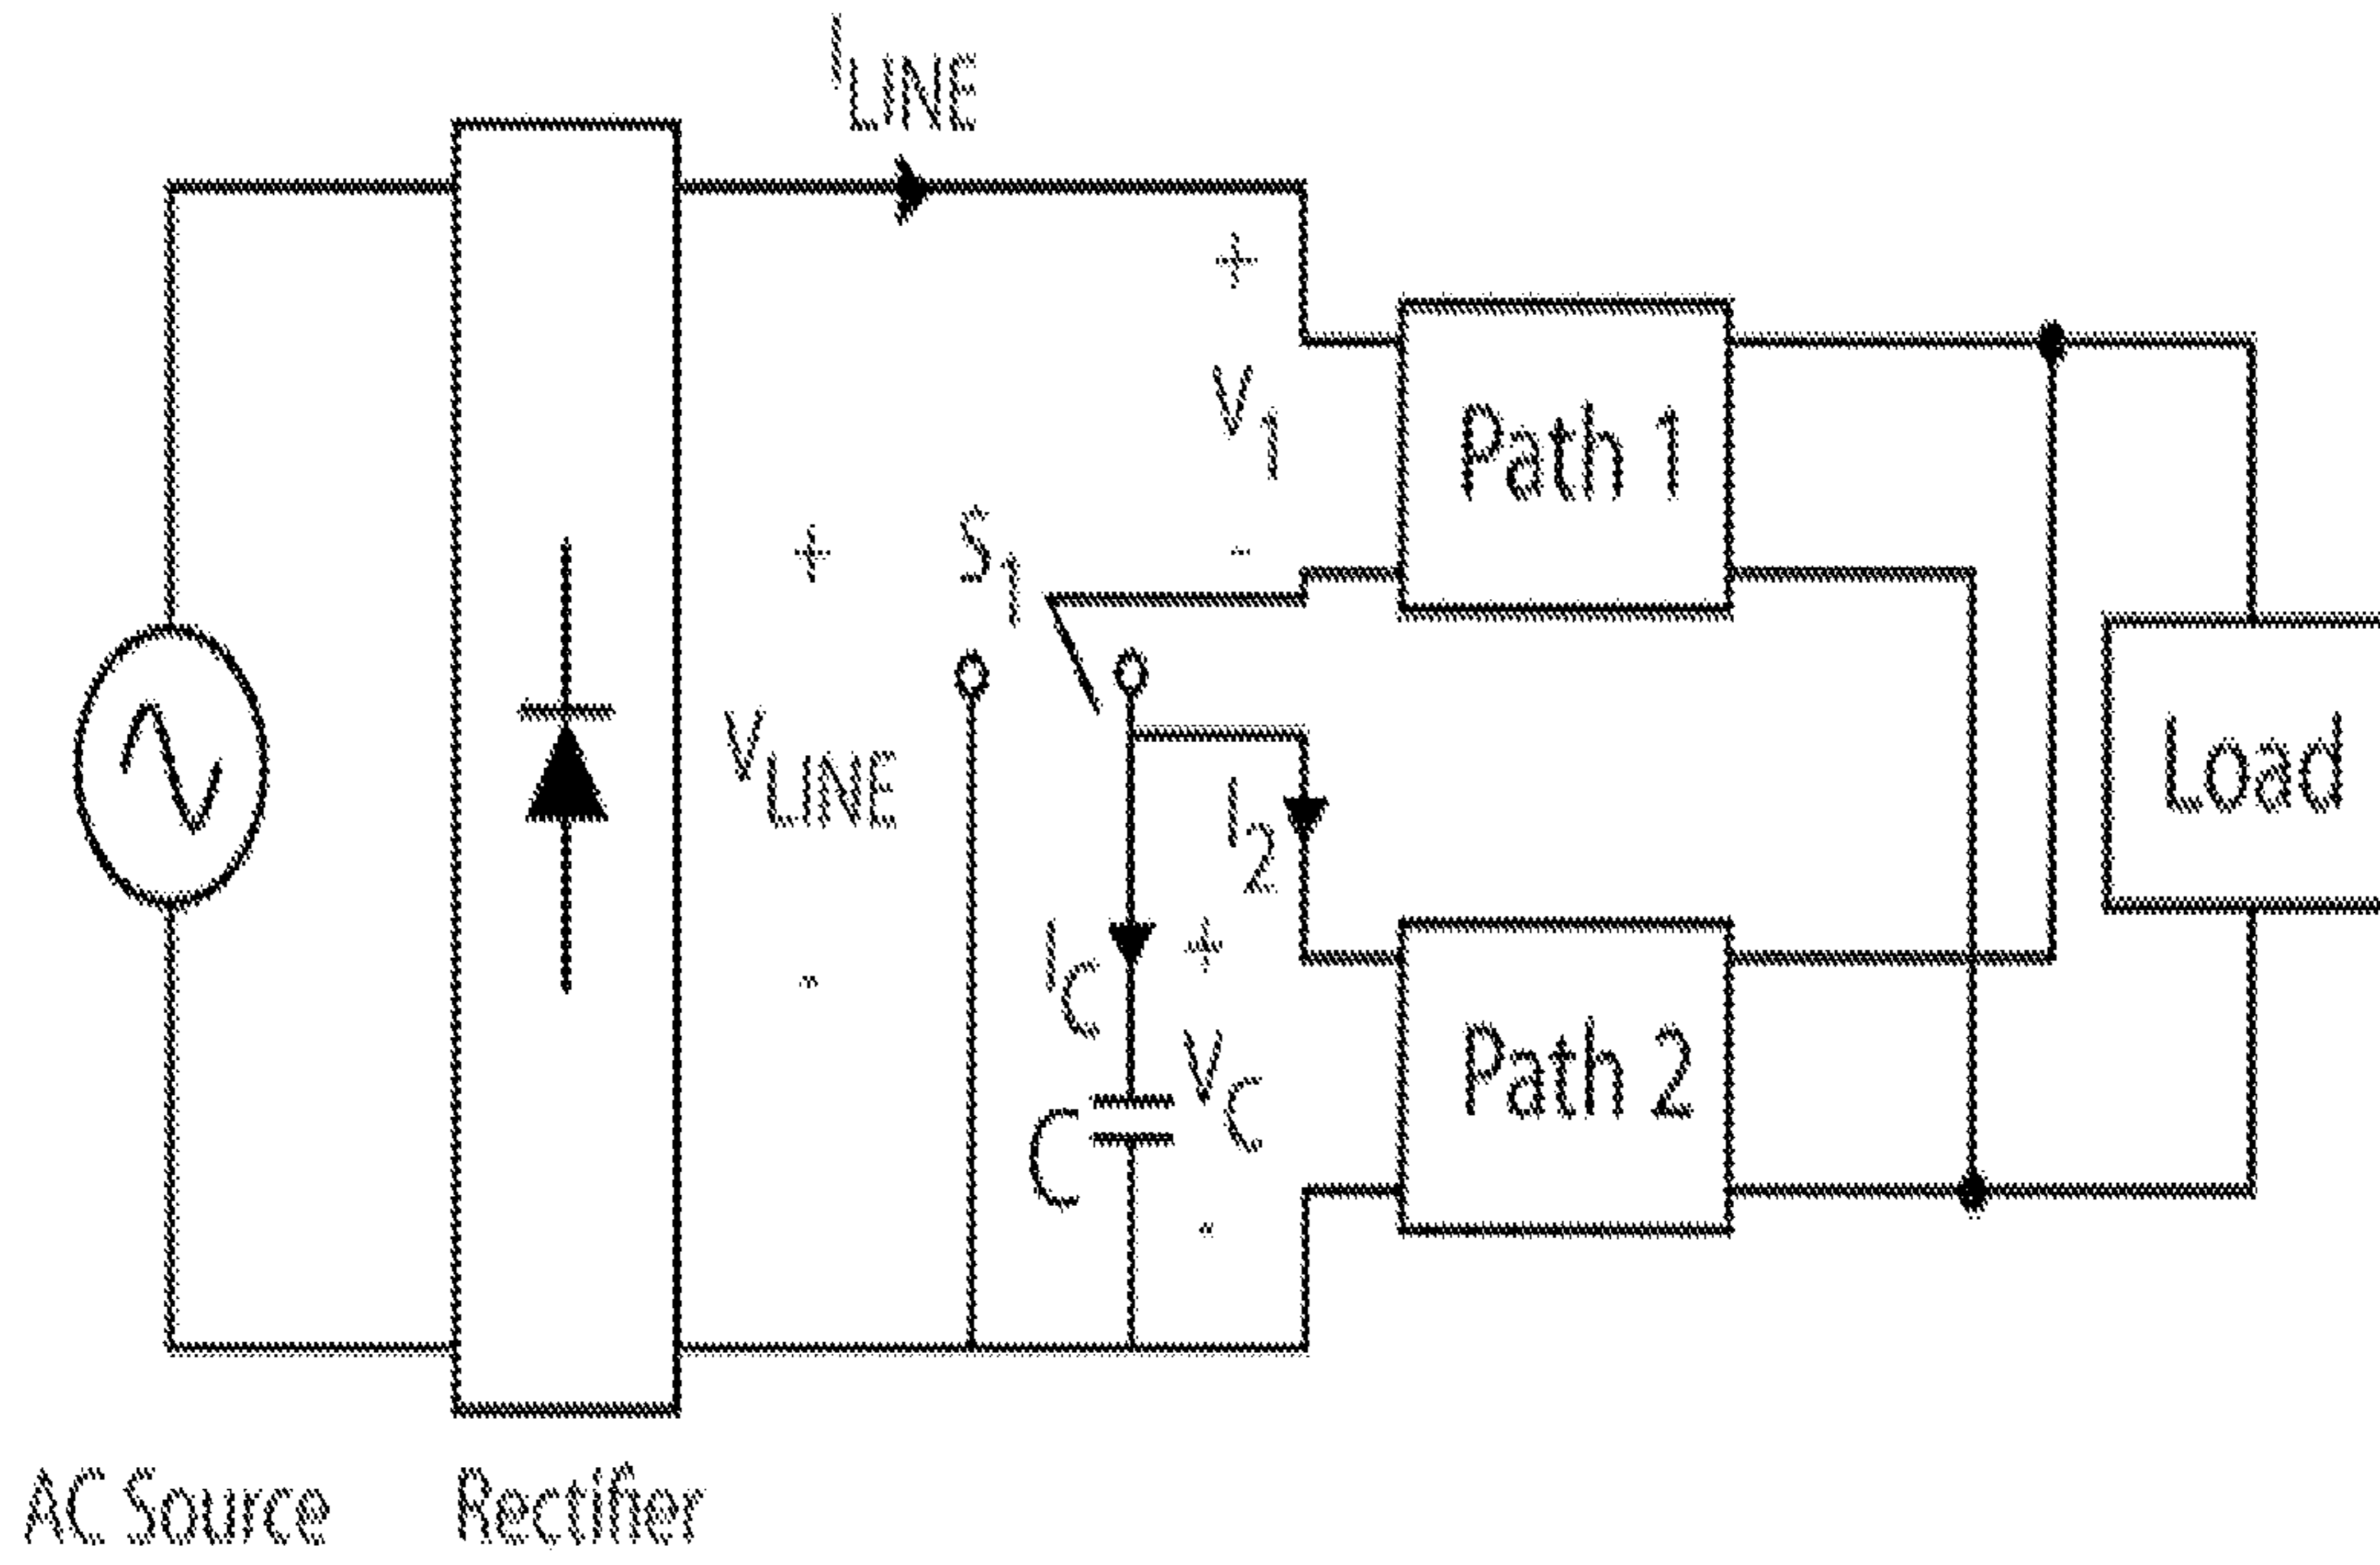 I_LINE
+
V_1
-
Path 1
S_1
+
V_LINE
-
I_2
Load
I_C
+
V_C
-
C
Path 2
AC Source
Rectifier